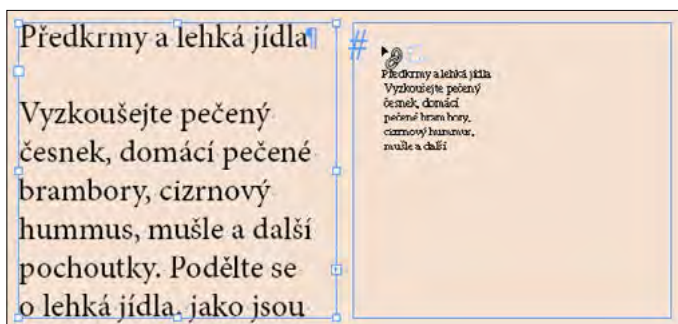 Předkrmy a lehká jídla¶
Vyzkoušejte pečený
česnek, domácí pečené
brambory, cizrnový
hummus, mušle a další
pochoutky. Podělte se
o lehká jídla, jako jsou
#
Předkrmy a lehká jídla
Vyzkoušejte pečený
česnek, domácí
pečené brambory,
cizrnový hummus,
mušle a další